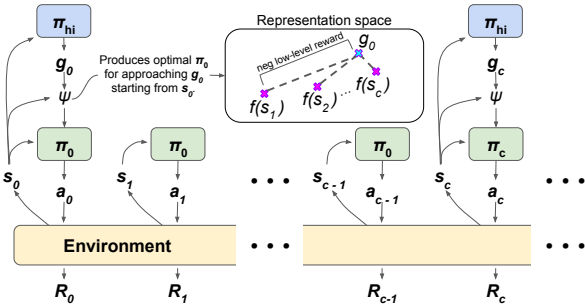 π_hi
Representation space
π_hi
g_0
Produces optimal π_0
for approaching g_0
starting from s_0.
ψ
neg low-level reward
g_0
f(s_1)
f(s_2)
...
f(s_c)
g_c
ψ
π_0
π_0
π_0
π_c
s_0
a_0
s_1
a_1
• • •
s_c-1
a_c-1
s_c
a_c
• • •
Environment
• • •
• • •
R_0
R_1
R_c-1
R_c